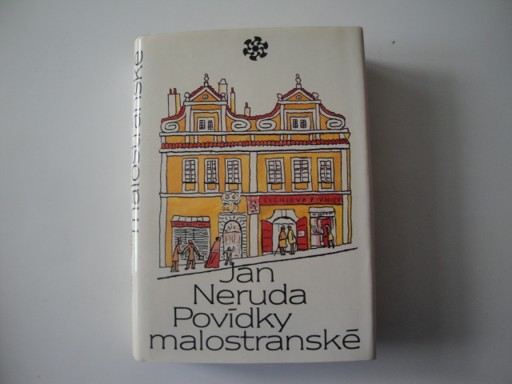 Jan
Neruda
Povídky
malostranské
malostranské